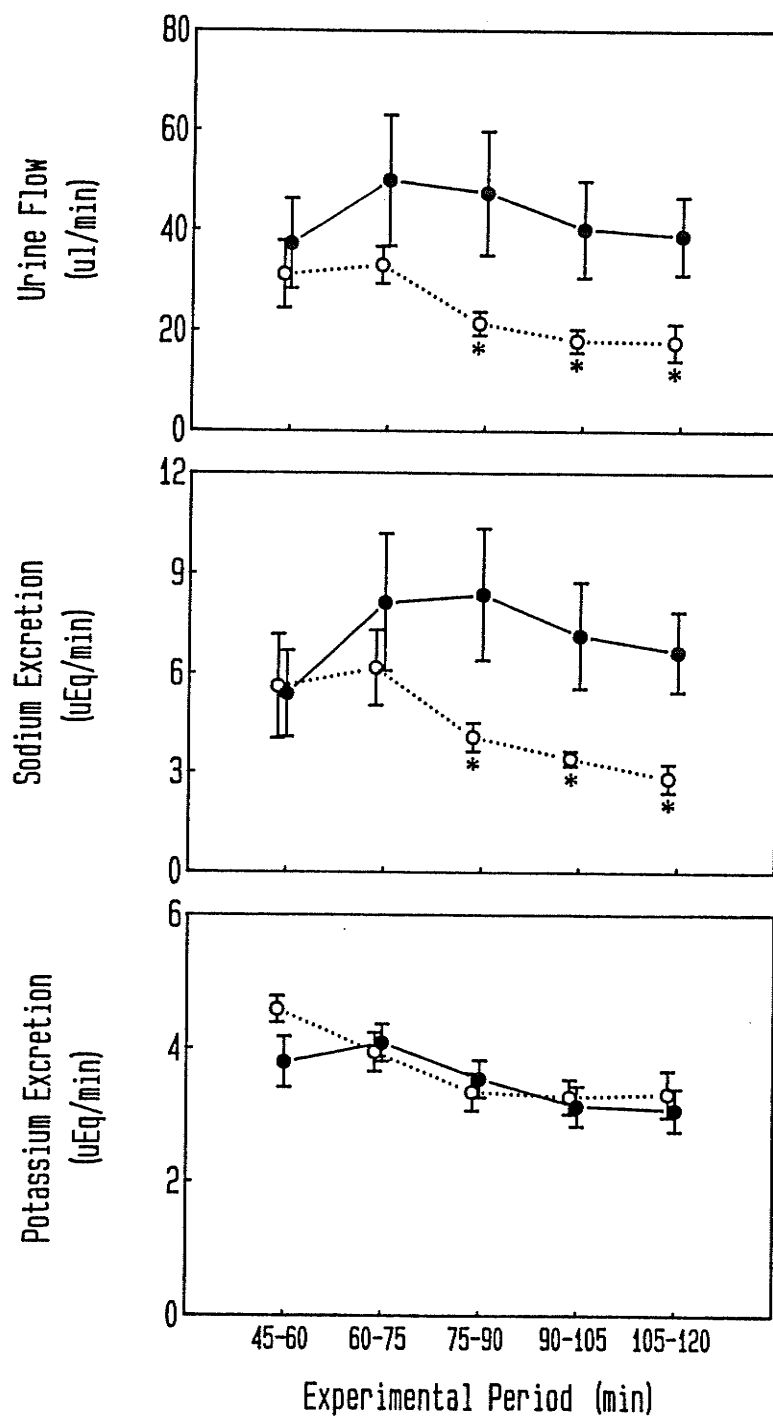 Urine Flow
(ul/min)
80
60
40
20
0
*
*
*
Sodium Excretion
(uEq/min)
12
9
6
3
0
*
*
*
Potassium Excretion
(uEq/min)
6
4
2
0
45-60 60-75 75-90 90-105 105-120
Experimental Period (min)